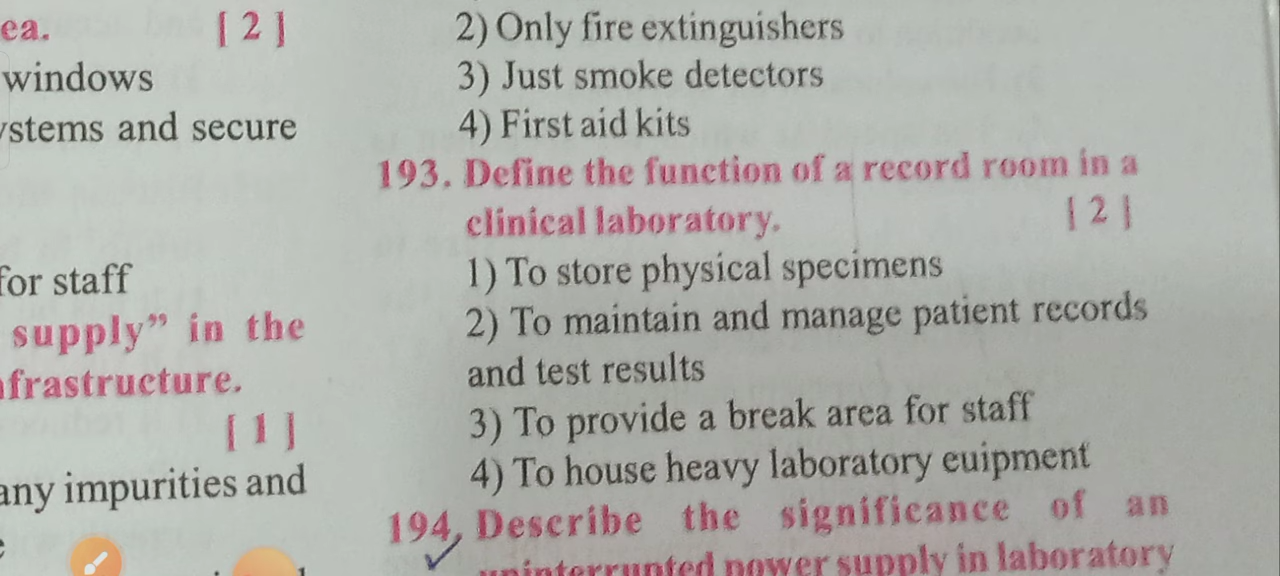 ea. [ 2 ]
windows
ystems and secure
for staff
supply” in the
frastructure.
[ 1 ]
any impurities and
2) Only fire extinguishers
3) Just smoke detectors
4) First aid kits
193. Define the function of a record room in a
clinical laboratory. [ 2 ]
1) To store physical specimens
2) To maintain and manage patient records
and test results
3) To provide a break area for staff
4) To house heavy laboratory euipment
194, Describe the significance of an
uninterrupted power supply in laboratory